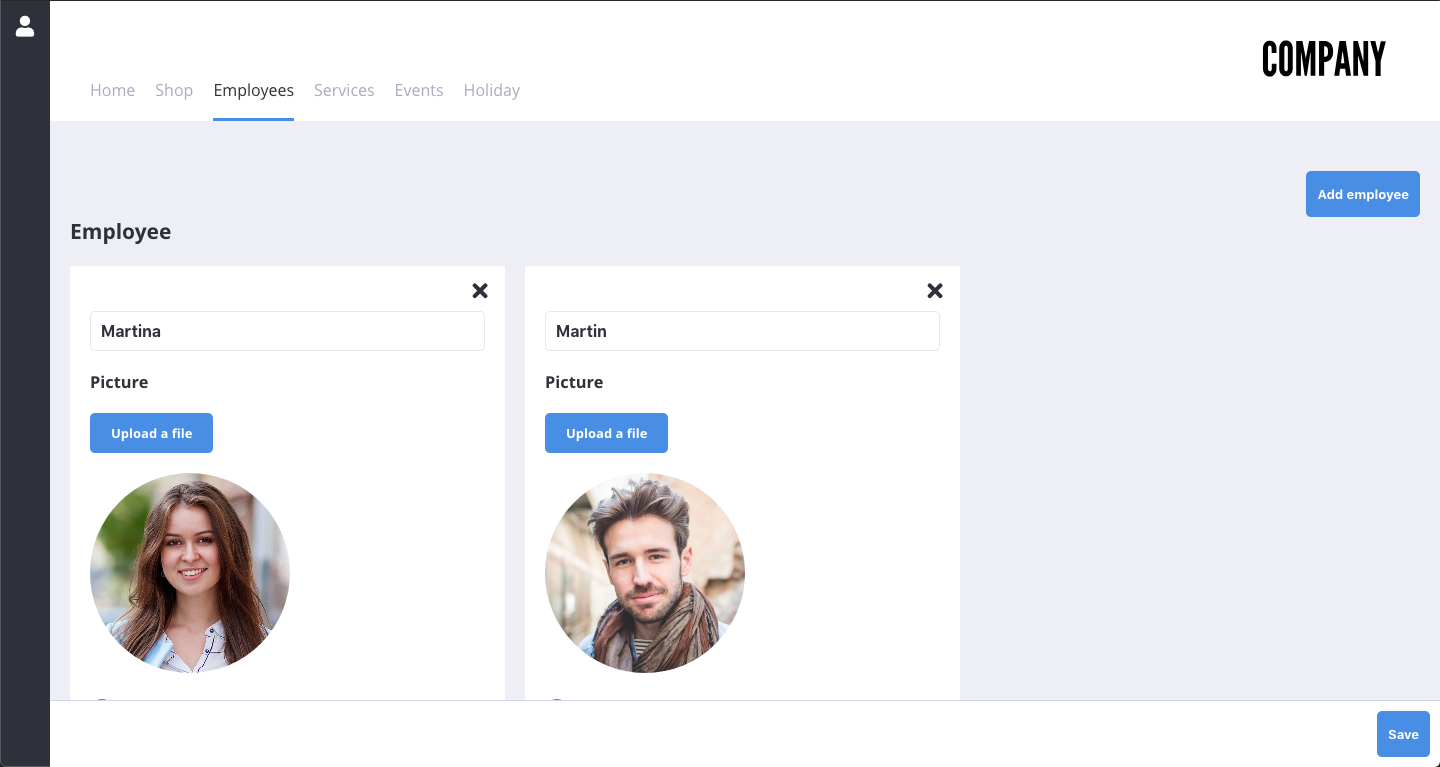 COMPANY
Home Shop Employees Services Events Holiday
Add employee
Employee
Martina Martin
Picture Picture
Upload a file Upload a file
Save